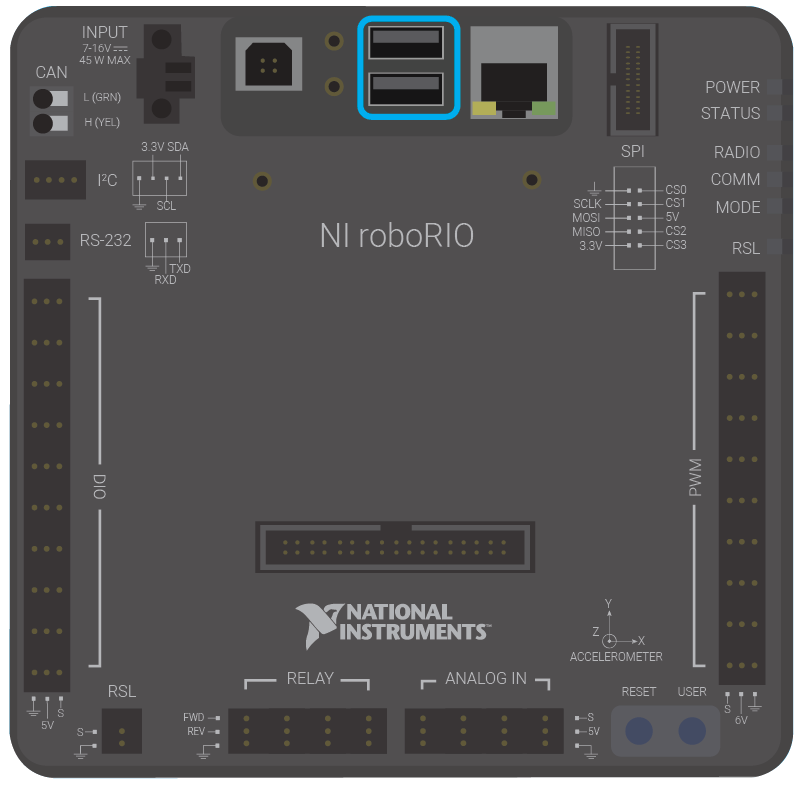 INPUT
7-16V
45 W MAX
CAN
L (GRN)
H (YEL)
3.3V SDA
I²C
SCL
RS-232
TXD
RXD
DIO
5V
S
RSL
S
NI roboRIO
SPI
CS0
SCLK
CS1
MOSI
5V
MISO
CS2
3.3V
CS3
POWER
STATUS
RADIO
COMM
MODE
RSL
PWM
NATIONAL
INSTRUMENTS™
Y
Z
X
ACCELEROMETER
RELAY
FWD
REV
ANALOG IN
S
5V
RESET
USER
S
6V